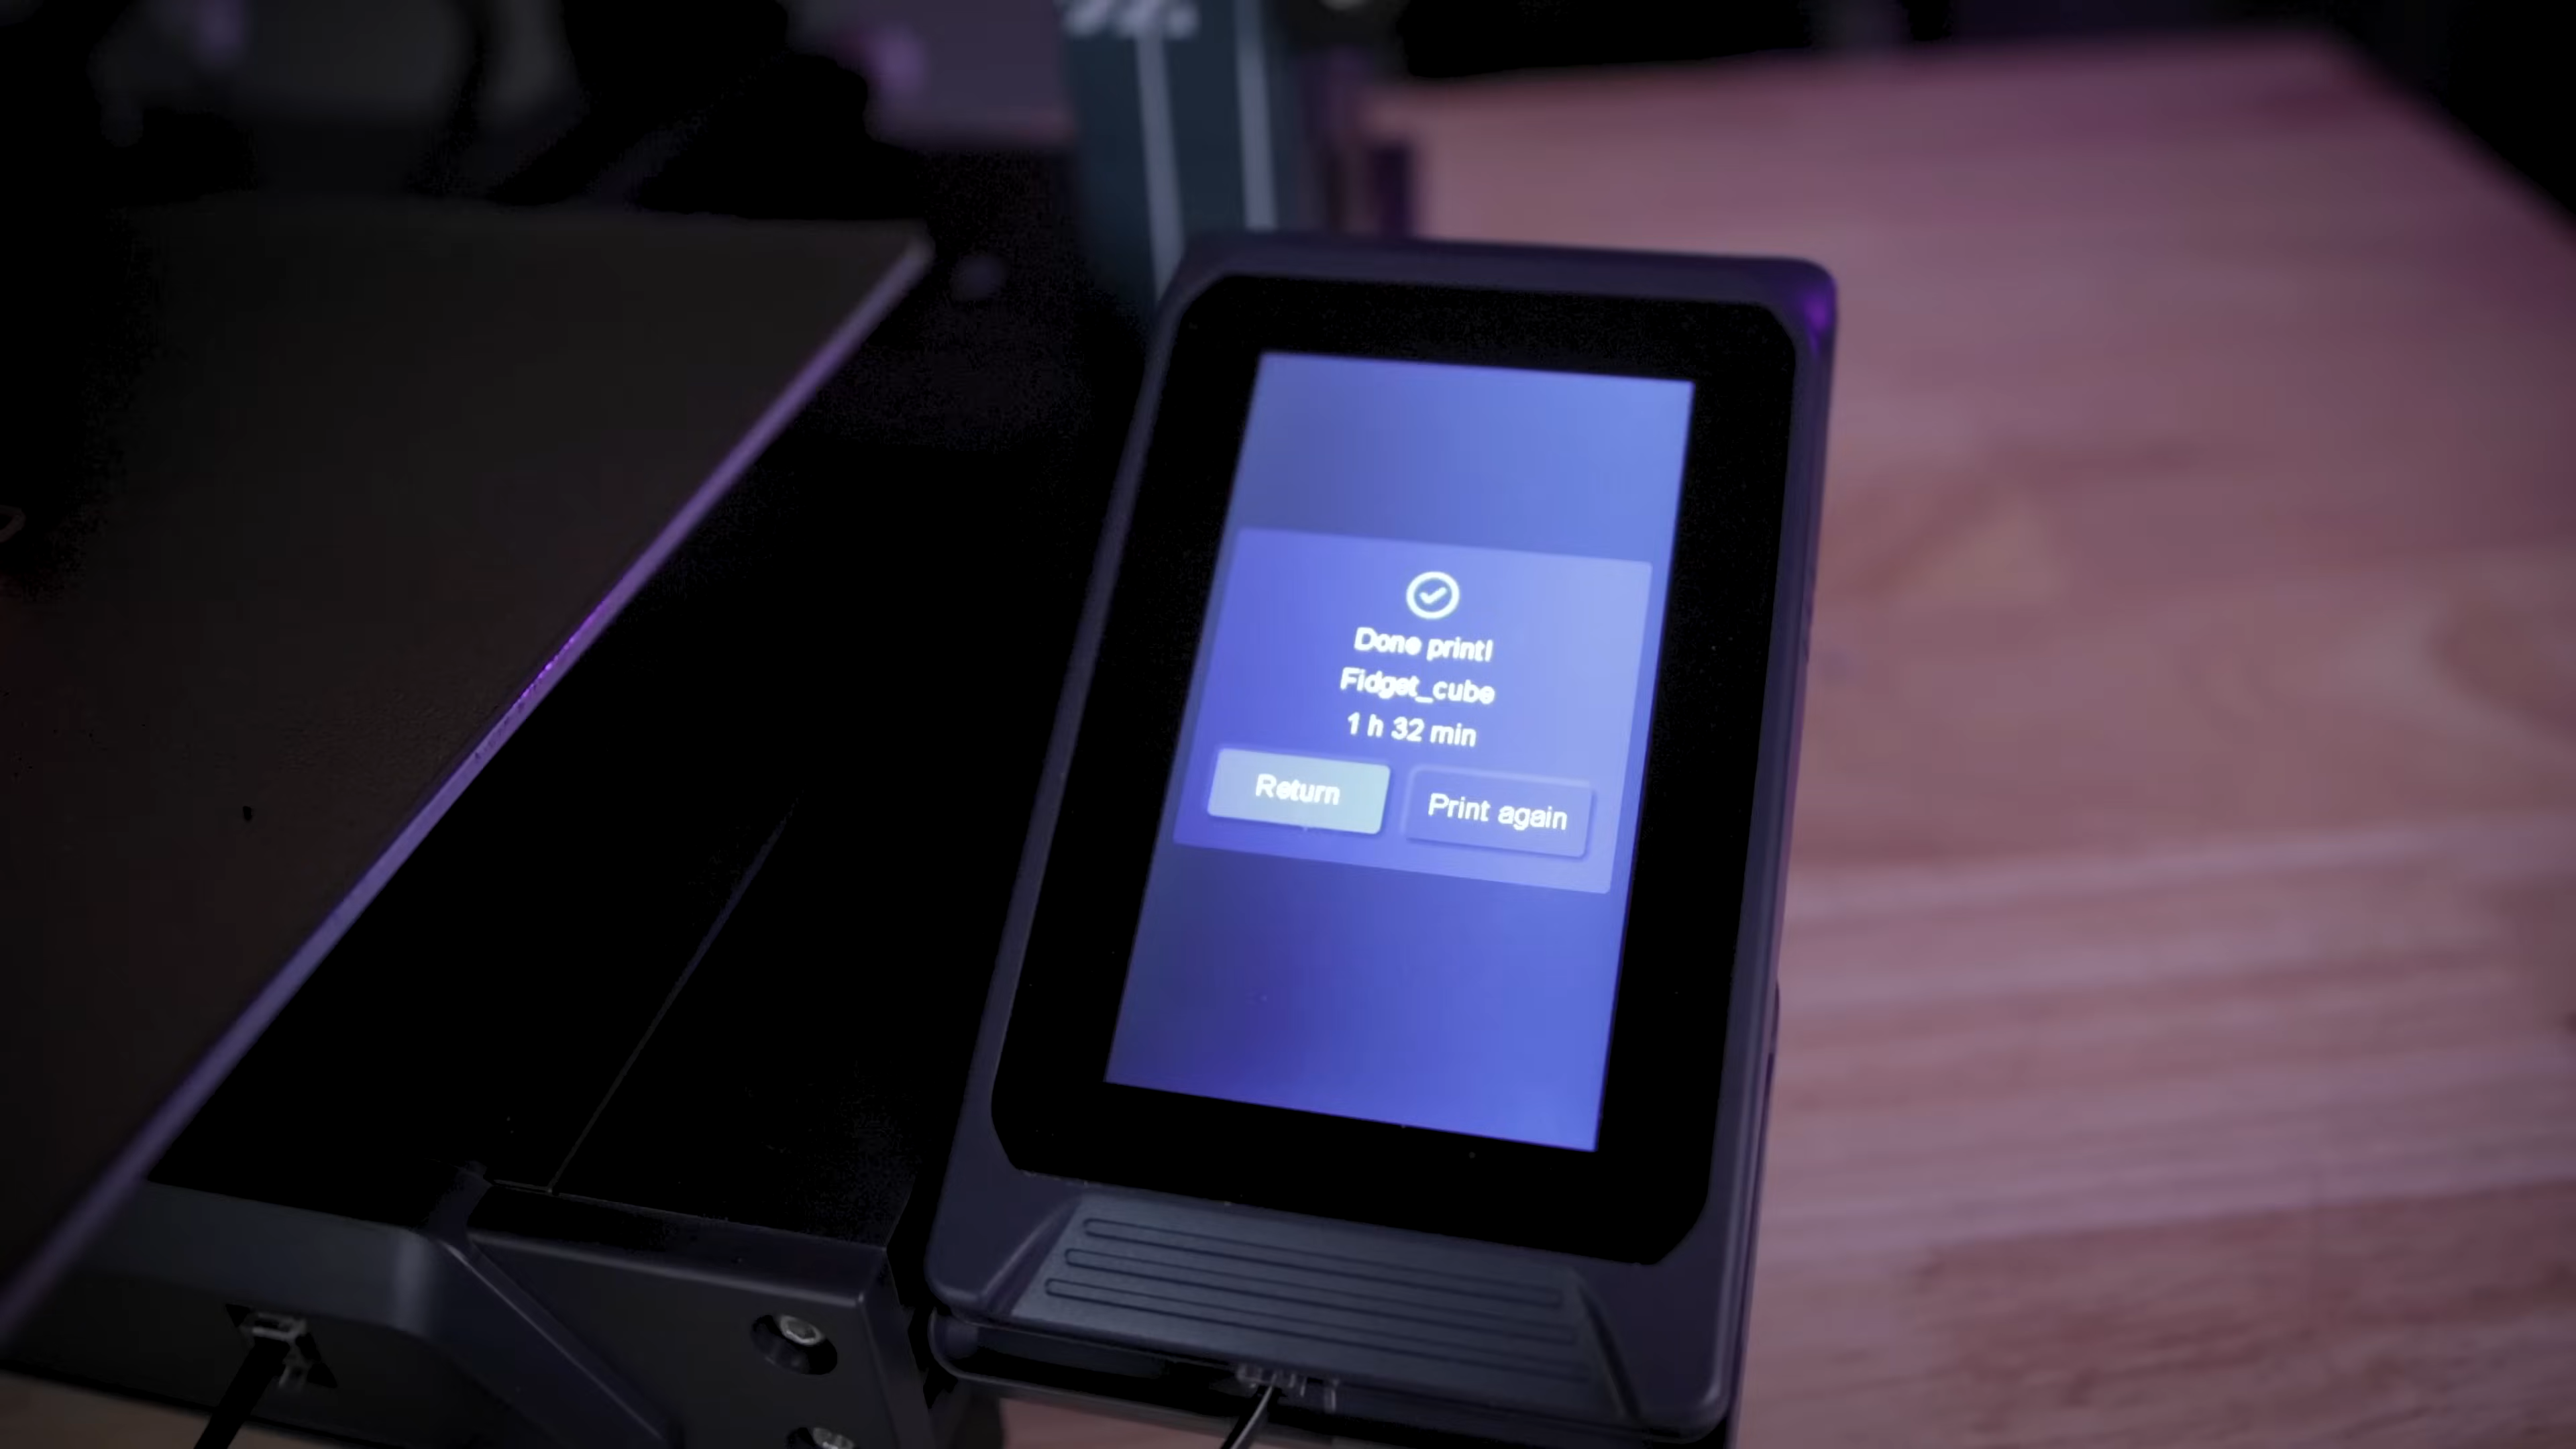 Done print!
Fidget_cube
1 h 32 min
Return
Print again